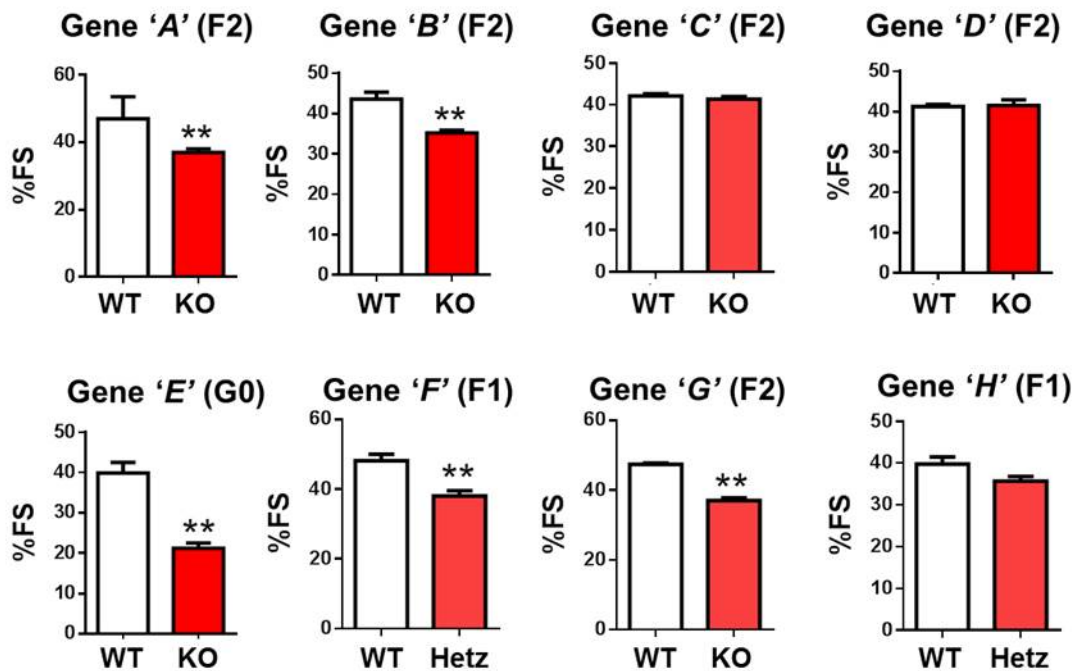 Gene ‘A’ (F2)
%FS
60
40
20
0
**
WT KO
Gene ‘B’ (F2)
%FS
50
40
30
20
10
0
**
WT KO
Gene ‘C’ (F2)
%FS
50
40
30
20
10
0
WT KO
Gene ‘D’ (F2)
%FS
50
40
30
20
10
0
WT KO
Gene ‘E’ (G0)
%FS
50
40
30
20
10
0
**
WT KO
Gene ‘F’ (F1)
%FS
60
40
20
0
**
WT Hetz
Gene ‘G’ (F2)
%FS
60
40
20
0
**
WT KO
Gene ‘H’ (F1)
%FS
50
40
30
20
10
0
WT Hetz